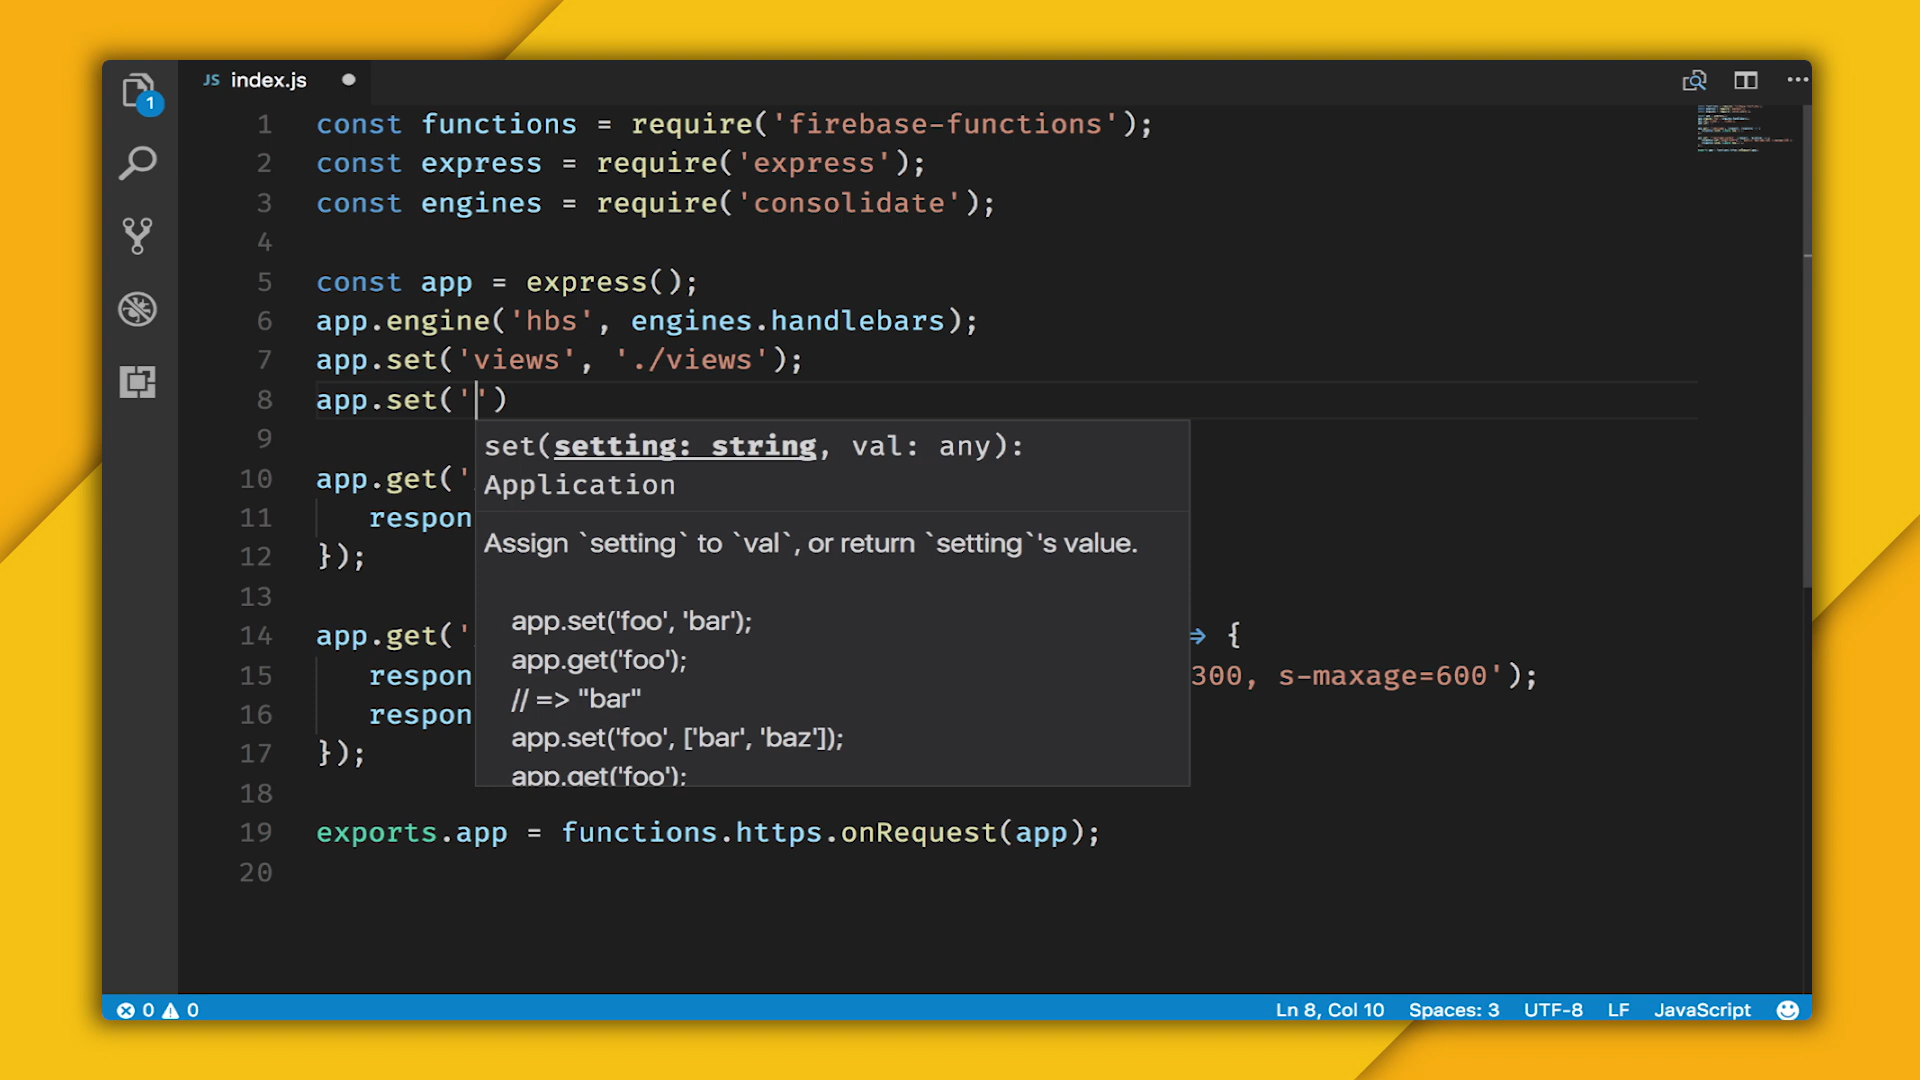 1
JS index.js
1 const functions = require('firebase-functions');
2 const express = require('express');
3 const engines = require('consolidate');
4
5 const app = express();
6 app.engine('hbs', engines.handlebars);
7 app.set('views', './views');
8 app.set('')
9
set(setting: string, val: any):
Application
Assign `setting` to `val`, or return `setting`'s value.
app.set('foo', 'bar');
app.get('foo');
// => "bar"
app.set('foo', ['bar', 'baz']);
app.get('foo');
10 app.get('
11 respon
12 });
13
14 app.get(' => {
15 respon 300, s-maxage=600');
16 respon
17 });
18
19 exports.app = functions.https.onRequest(app);
20
0 0 Ln 8, Col 10 Spaces: 3 UTF-8 LF JavaScript